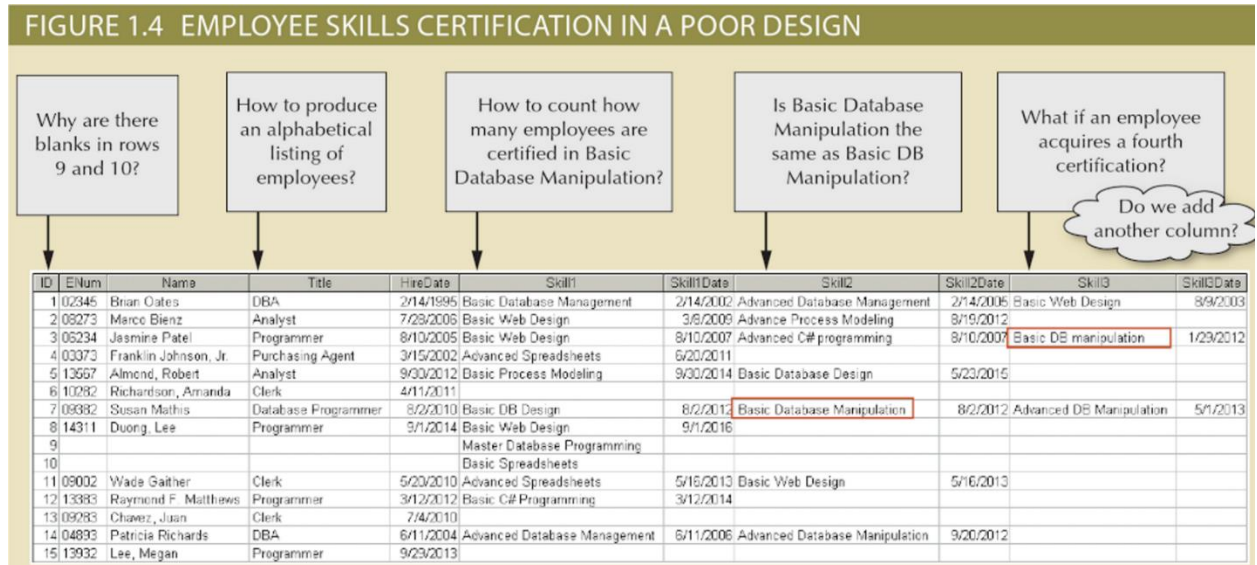 FIGURE 1.4 EMPLOYEE SKILLS CERTIFICATION IN A POOR DESIGN
Why are there
blanks in rows
9 and 10?
How to produce
an alphabetical
listing of
employees?
How to count how
many employees are
certified in Basic
Database Manipulation?
Is Basic Database
Manipulation the
same as Basic DB
Manipulation?
What if an employee
acquires a fourth
certification?
Do we add
another column?
ID ENum Name Title HireDate Skill1 Skill1Date Skill2 Skill2Date Skill3 Skill3Date
1 02345 Brian Oates DBA 2/14/1995 Basic Database Management 2/14/2002 Advanced Database Management 2/14/2005 Basic Web Design 8/9/2003
2 08273 Marco Bienz Analyst 7/28/2006 Basic Web Design 3/8/2009 Advance Process Modeling 8/19/2012
3 06234 Jasmine Patel Programmer 8/10/2005 Basic Web Design 8/10/2007 Advanced C# programming 8/10/2007 Basic DB manipulation 1/29/2012
4 03373 Franklin Johnson, Jr. Purchasing Agent 3/15/2002 Advanced Spreadsheets 6/20/2011
5 13567 Almond, Robert Analyst 9/30/2012 Basic Process Modeling 9/30/2014 Basic Database Design 5/23/2015
6 10282 Richardson, Amanda Clerk 4/11/2011
7 09382 Susan Mathis Database Programmer 8/2/2010 Basic DB Design 8/2/2012 Basic Database Manipulation 8/2/2012 Advanced DB Manipulation 5/1/2013
8 14311 Duong, Lee Programmer 9/1/2014 Basic Web Design 9/1/2016
9 Master Database Programming
10 Basic Spreadsheets
11 09002 Wade Gaither Clerk 5/20/2010 Advanced Spreadsheets 5/16/2013 Basic Web Design 5/16/2013
12 13383 Raymond F. Matthews Programmer 3/12/2012 Basic C# Programming 3/12/2014
13 09283 Chavez, Juan Clerk 7/4/2010
14 04893 Patricia Richards DBA 6/11/2004 Advanced Database Management 6/11/2006 Advanced Database Manipulation 9/20/2012
15 13932 Lee, Megan Programmer 9/29/2013